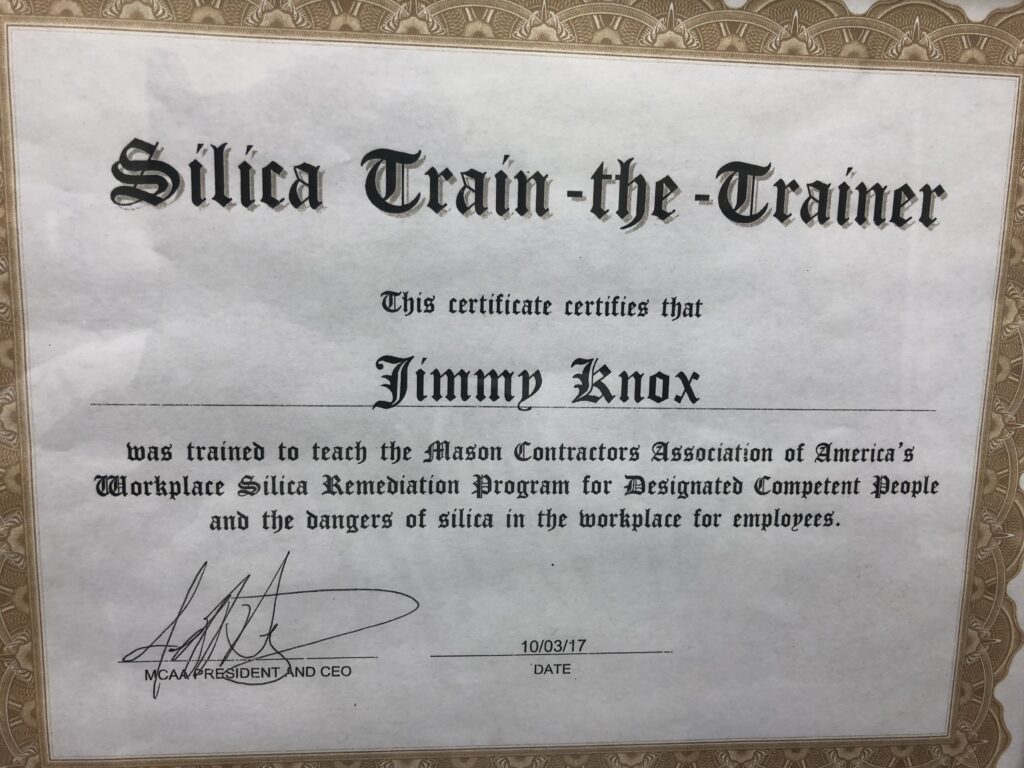 Silica Train-the-Trainer
This certificate certifies that
Jimmy Knox
was trained to teach the Mason Contractors Association of America's
Workplace Silica Remediation Program for Designated Competent People
and the dangers of silica in the workplace for employees.
10/03/17
MCAA PRESIDENT AND CEO
DATE